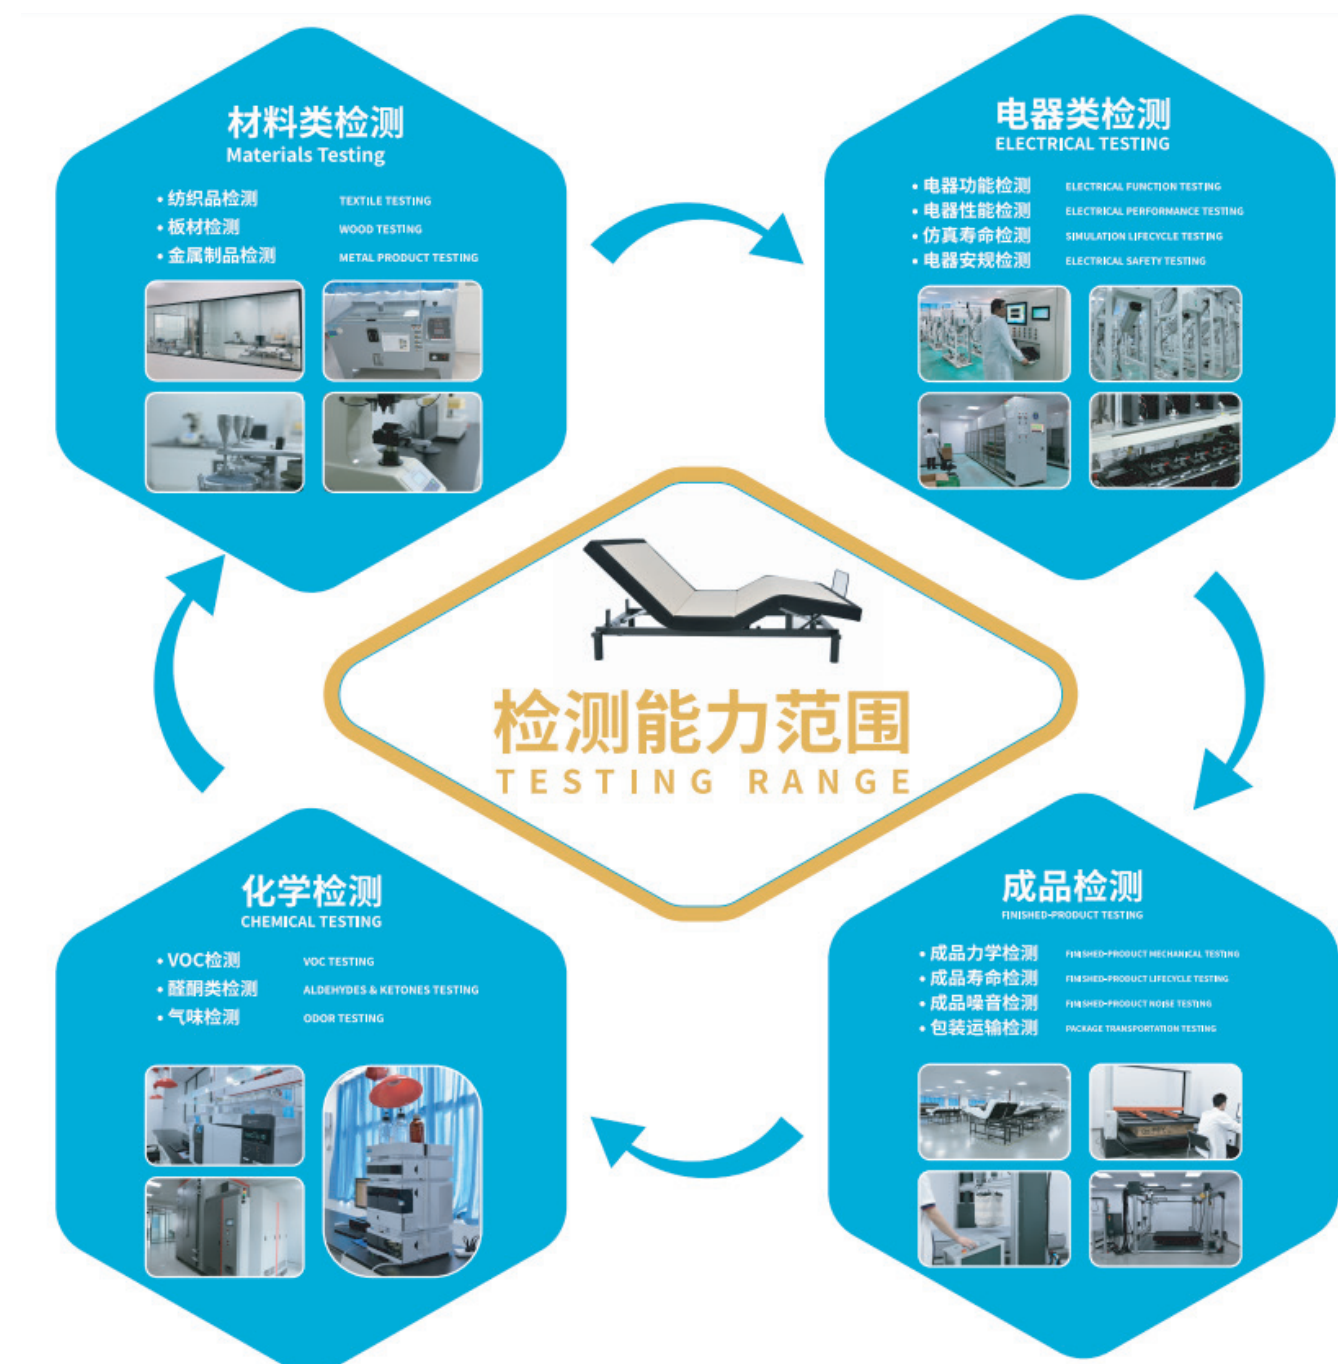 材料类检测
Materials Testing
• 纺织品检测 TEXTILE TESTING
• 板材检测 WOOD TESTING
• 金属制品检测 METAL PRODUCT TESTING
电器类检测
ELECTRICAL TESTING
• 电器功能检测 ELECTRICAL FUNCTION TESTING
• 电器性能检测 ELECTRICAL PERFORMANCE TESTING
• 仿真寿命检测 SIMULATION LIFECYCLE TESTING
• 电器安规检测 ELECTRICAL SAFETY TESTING
检测能力范围
TESTING RANGE
化学检测
CHEMICAL TESTING
• VOC检测 VOC TESTING
• 醛酮类检测 ALDEHYDES & KETONES TESTING
• 气味检测 ODOR TESTING
成品检测
FINISHED-PRODUCT TESTING
• 成品力学检测 FINISHED-PRODUCT MECHANICAL TESTING
• 成品寿命检测 FINISHED-PRODUCT LIFECYCLE TESTING
• 成品噪音检测 FINISHED-PRODUCT NOISE TESTING
• 包装运输检测 PACKAGE TRANSPORTATION TESTING